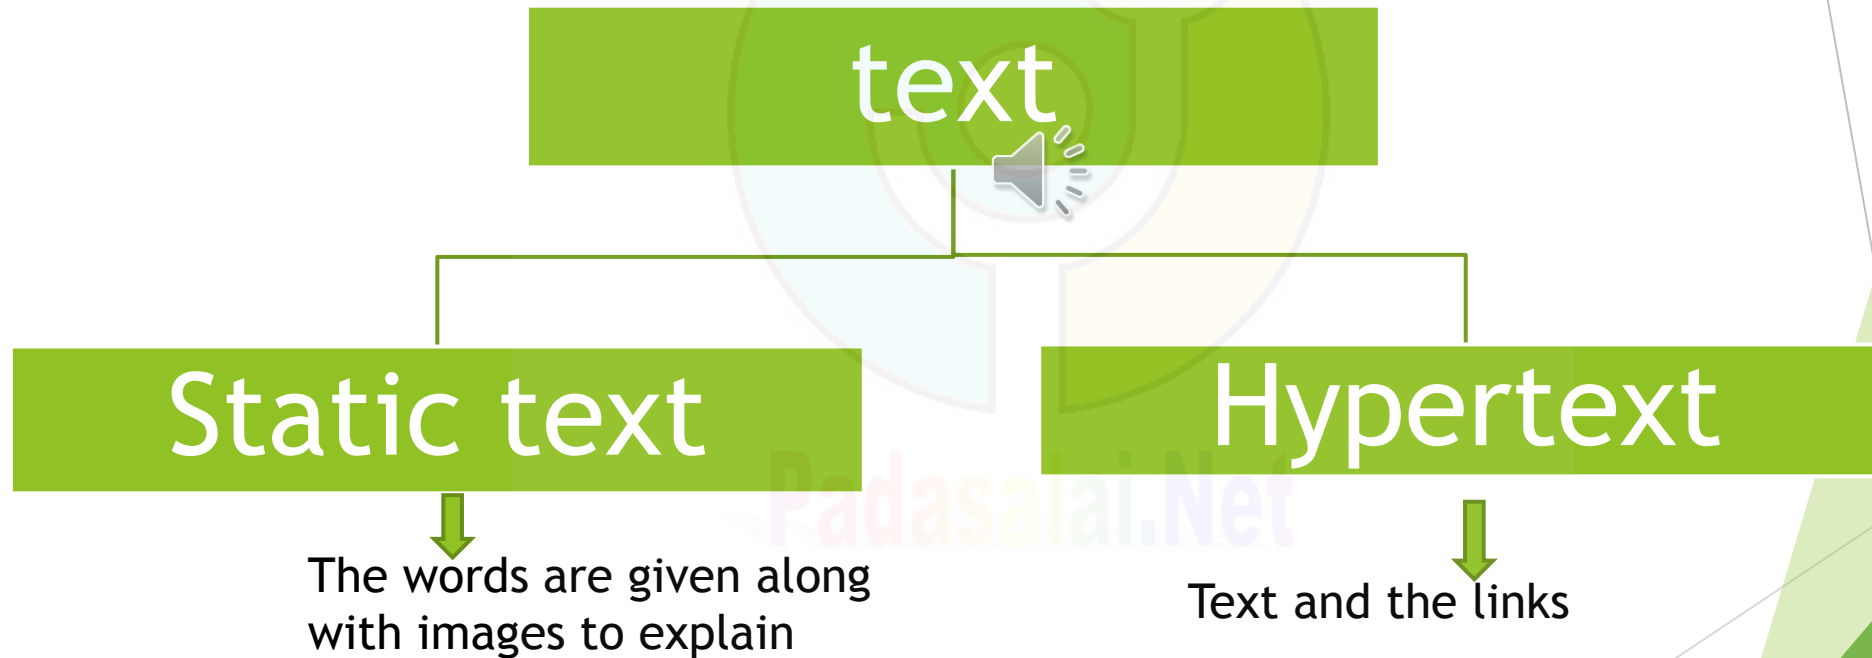 text
Static text
Hypertext
Padasalai.Net
The words are given along
with images to explain
Text and the links